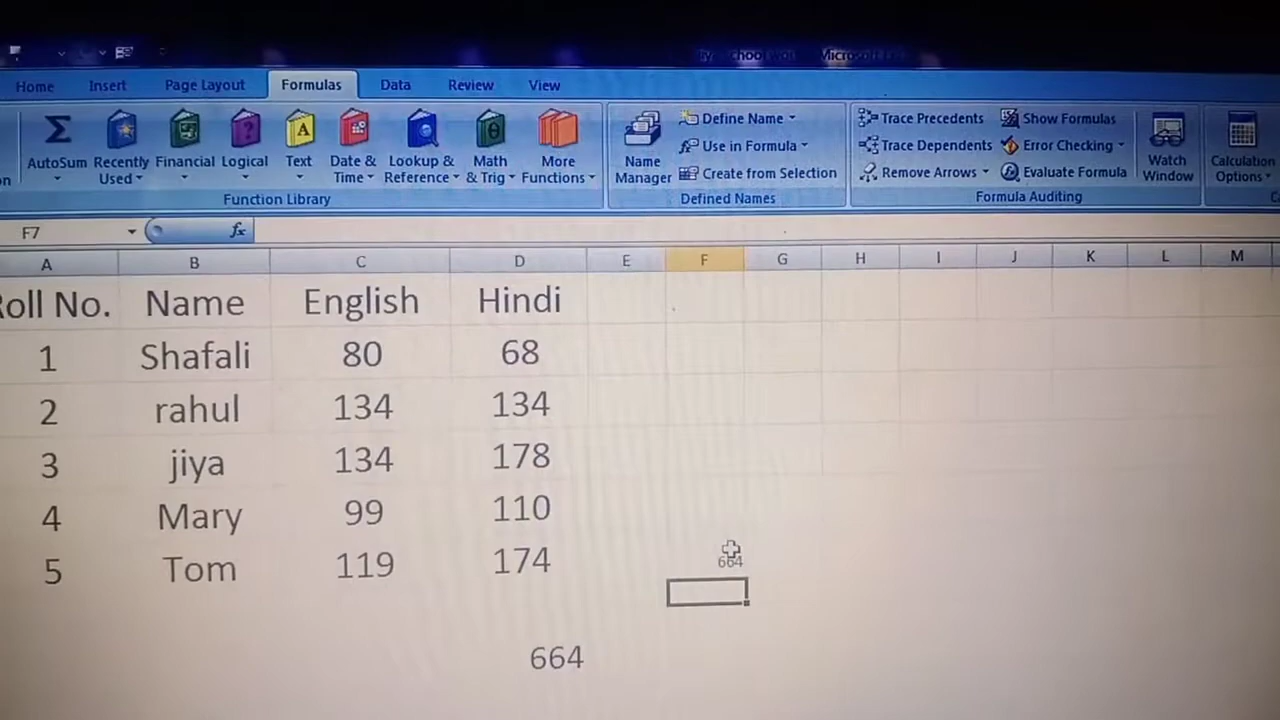 Microsoft
Home Insert Page Layout Formulas Data Review View
AutoSum Recently Used Financial Logical Text Date & Time Lookup & Reference Math & Trig More Functions
Function Library
Name Manager Define Name Use in Formula Create from Selection
Defined Names
Trace Precedents Trace Dependents Remove Arrows Show Formulas Error Checking Evaluate Formula Watch Window
Formula Auditing
Calculation Options
F7 fx
A B C D E F G H I J K L M
Roll No. Name English Hindi
1 Shafali 80 68
2 rahul 134 134
3 jiya 134 178
4 Mary 99 110
5 Tom 119 174
664
664